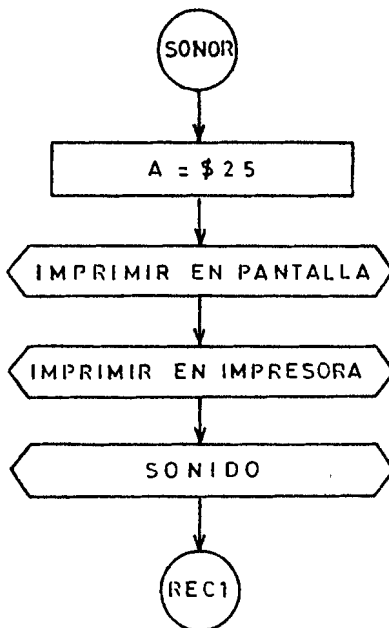 SONOR
A = $25
IMPRIMIR EN PANTALLA
IMPRIMIR EN IMPRESORA
SONIDO
REC1